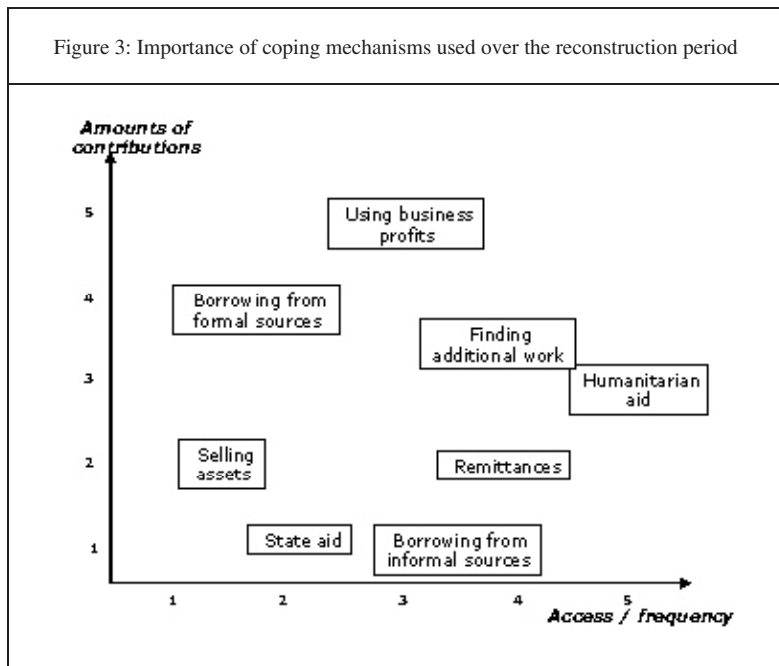 Figure 3: Importance of coping mechanisms used over the reconstruction period
Amounts of
contributions
5
Using business
profits
4
Borrowing from
formal sources
Finding
additional work
3
Humanitarian
aid
2
Selling
assets
Remittances
1
State aid
Borrowing from
informal sources
1
2
3
4
5
Access / frequency